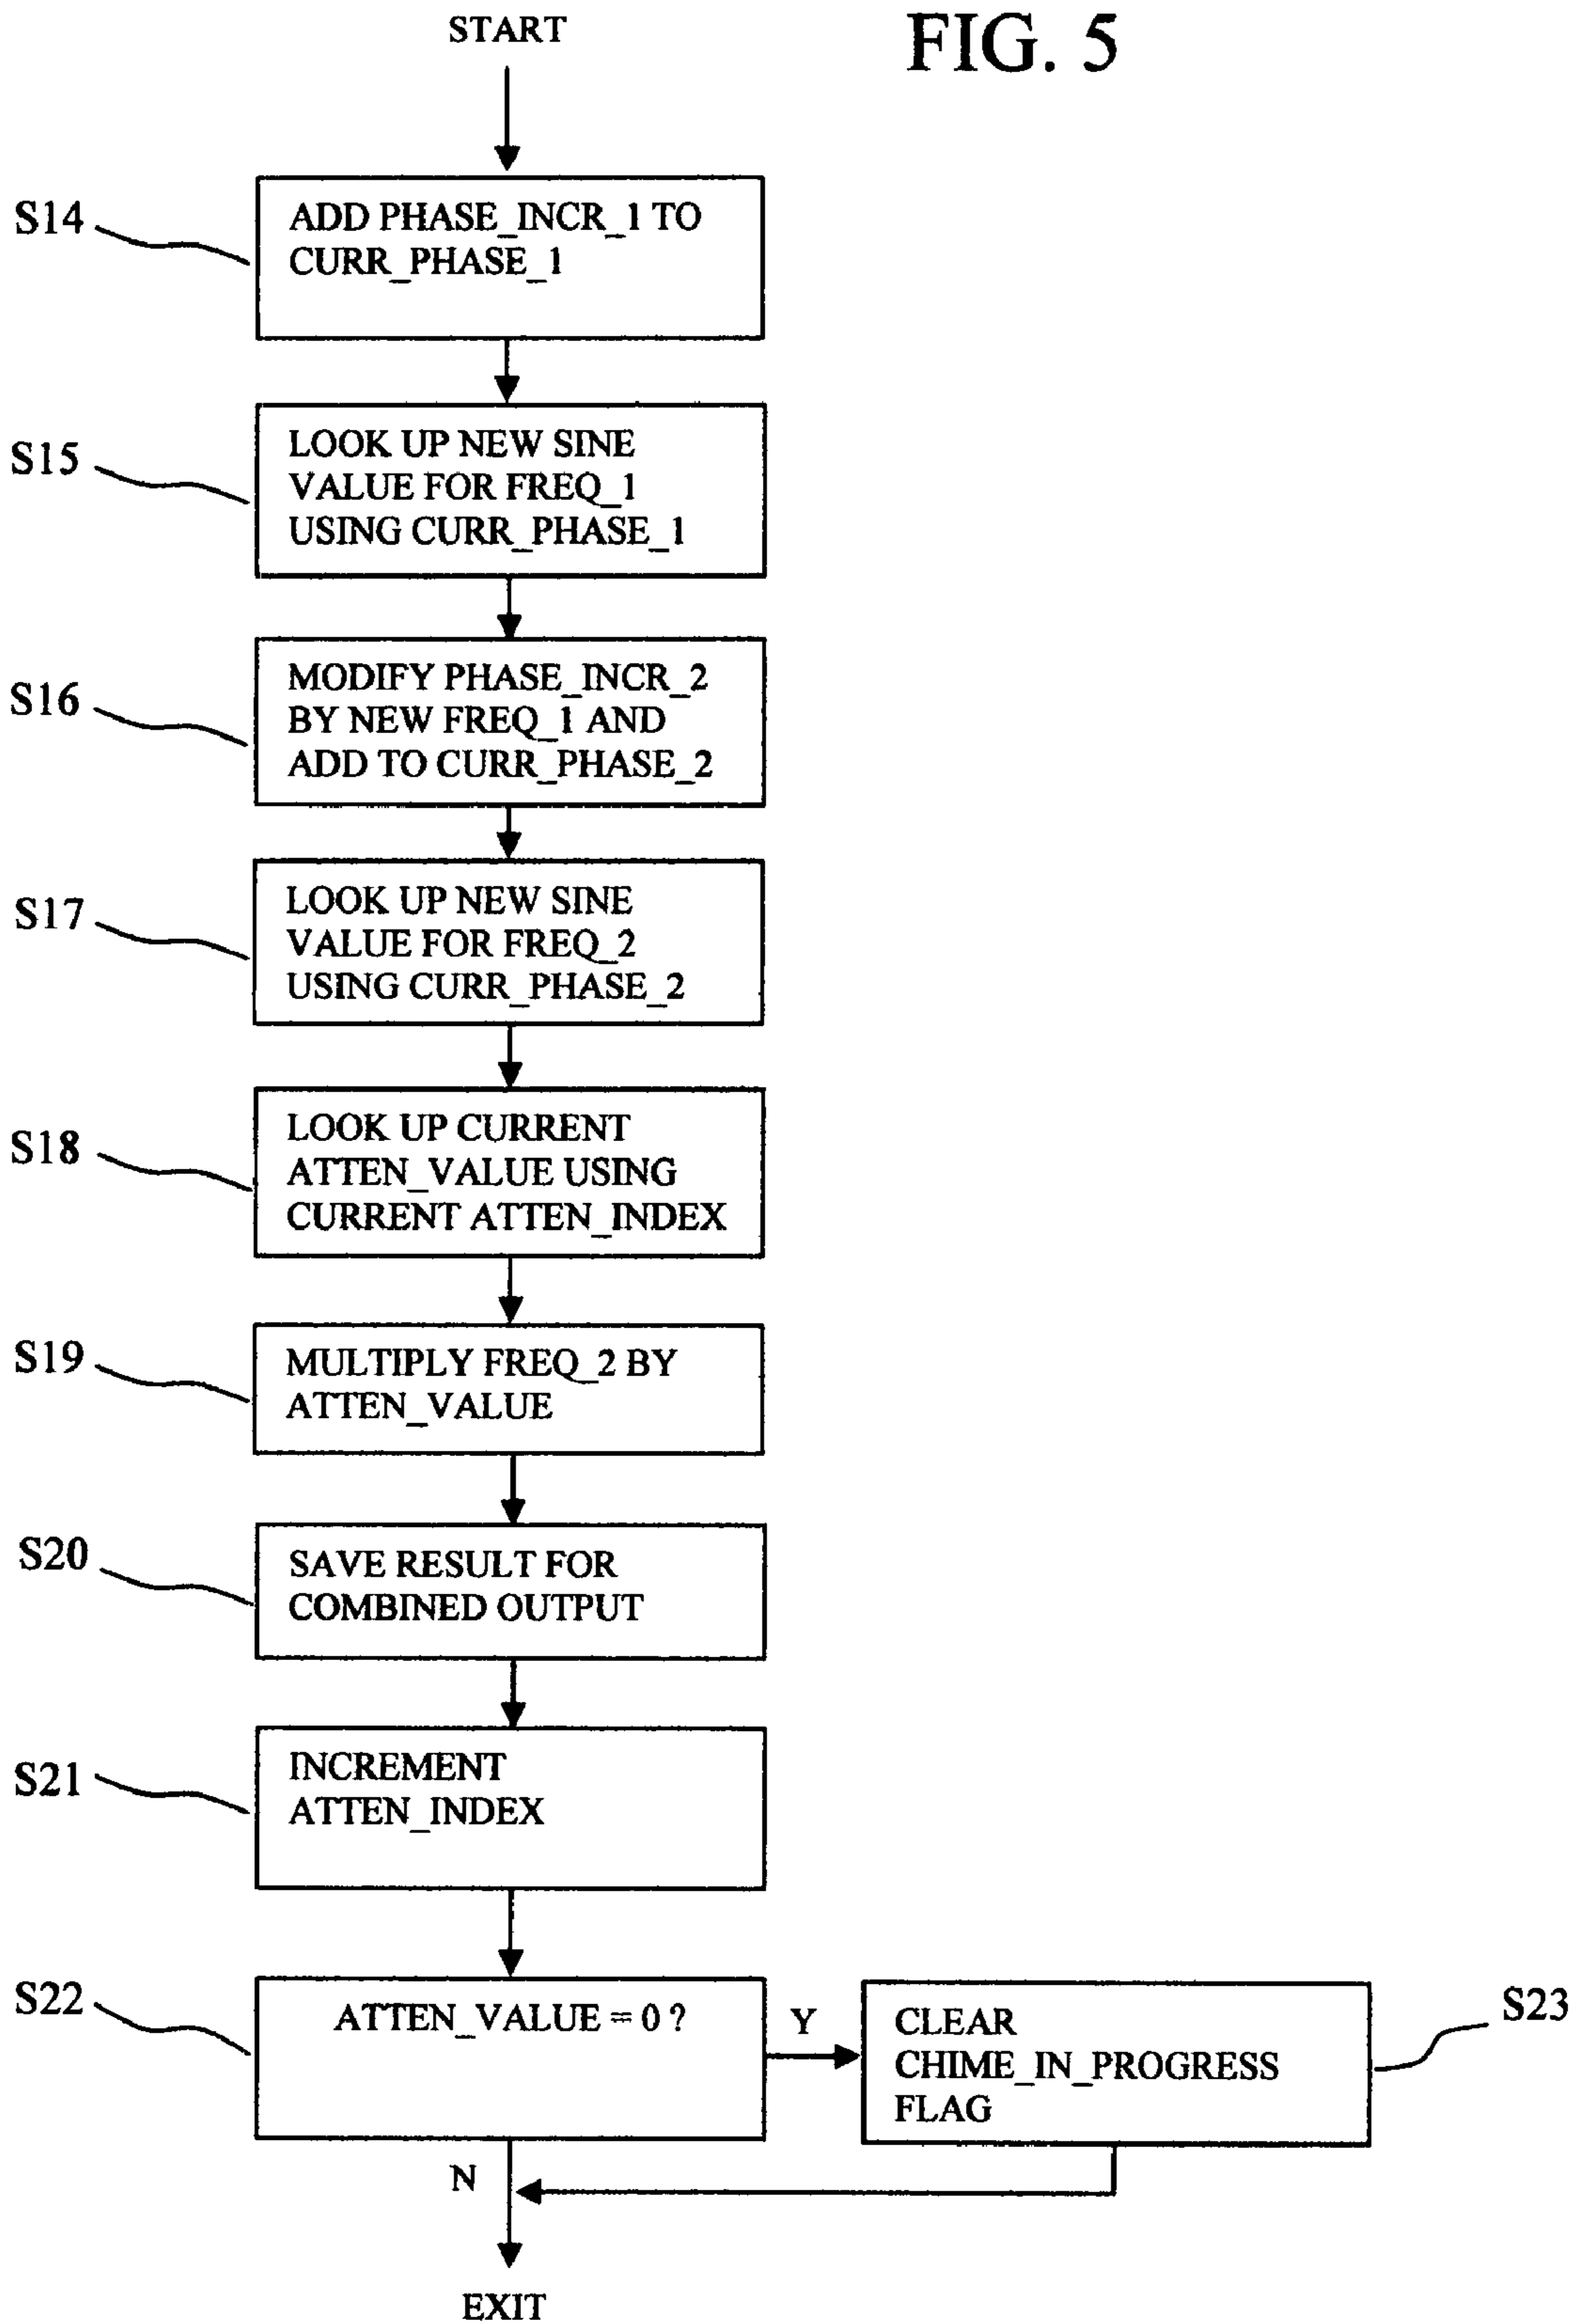 START
FIG. 5
S14
ADD PHASE_INCR_1 TO
CURR_PHASE_1
S15
LOOK UP NEW SINE
VALUE FOR FREQ_1
USING CURR_PHASE_1
S16
MODIFY PHASE_INCR_2
BY NEW FREQ_1 AND
ADD TO CURR_PHASE_2
S17
LOOK UP NEW SINE
VALUE FOR FREQ_2
USING CURR_PHASE_2
S18
LOOK UP CURRENT
ATTEN_VALUE USING
CURRENT ATTEN_INDEX
S19
MULTIPLY FREQ_2 BY
ATTEN_VALUE
S20
SAVE RESULT FOR
COMBINED OUTPUT
S21
INCREMENT
ATTEN_INDEX
S22
ATTEN_VALUE = 0 ?
Y
CLEAR
CHIME_IN_PROGRESS
FLAG
S23
N
EXIT